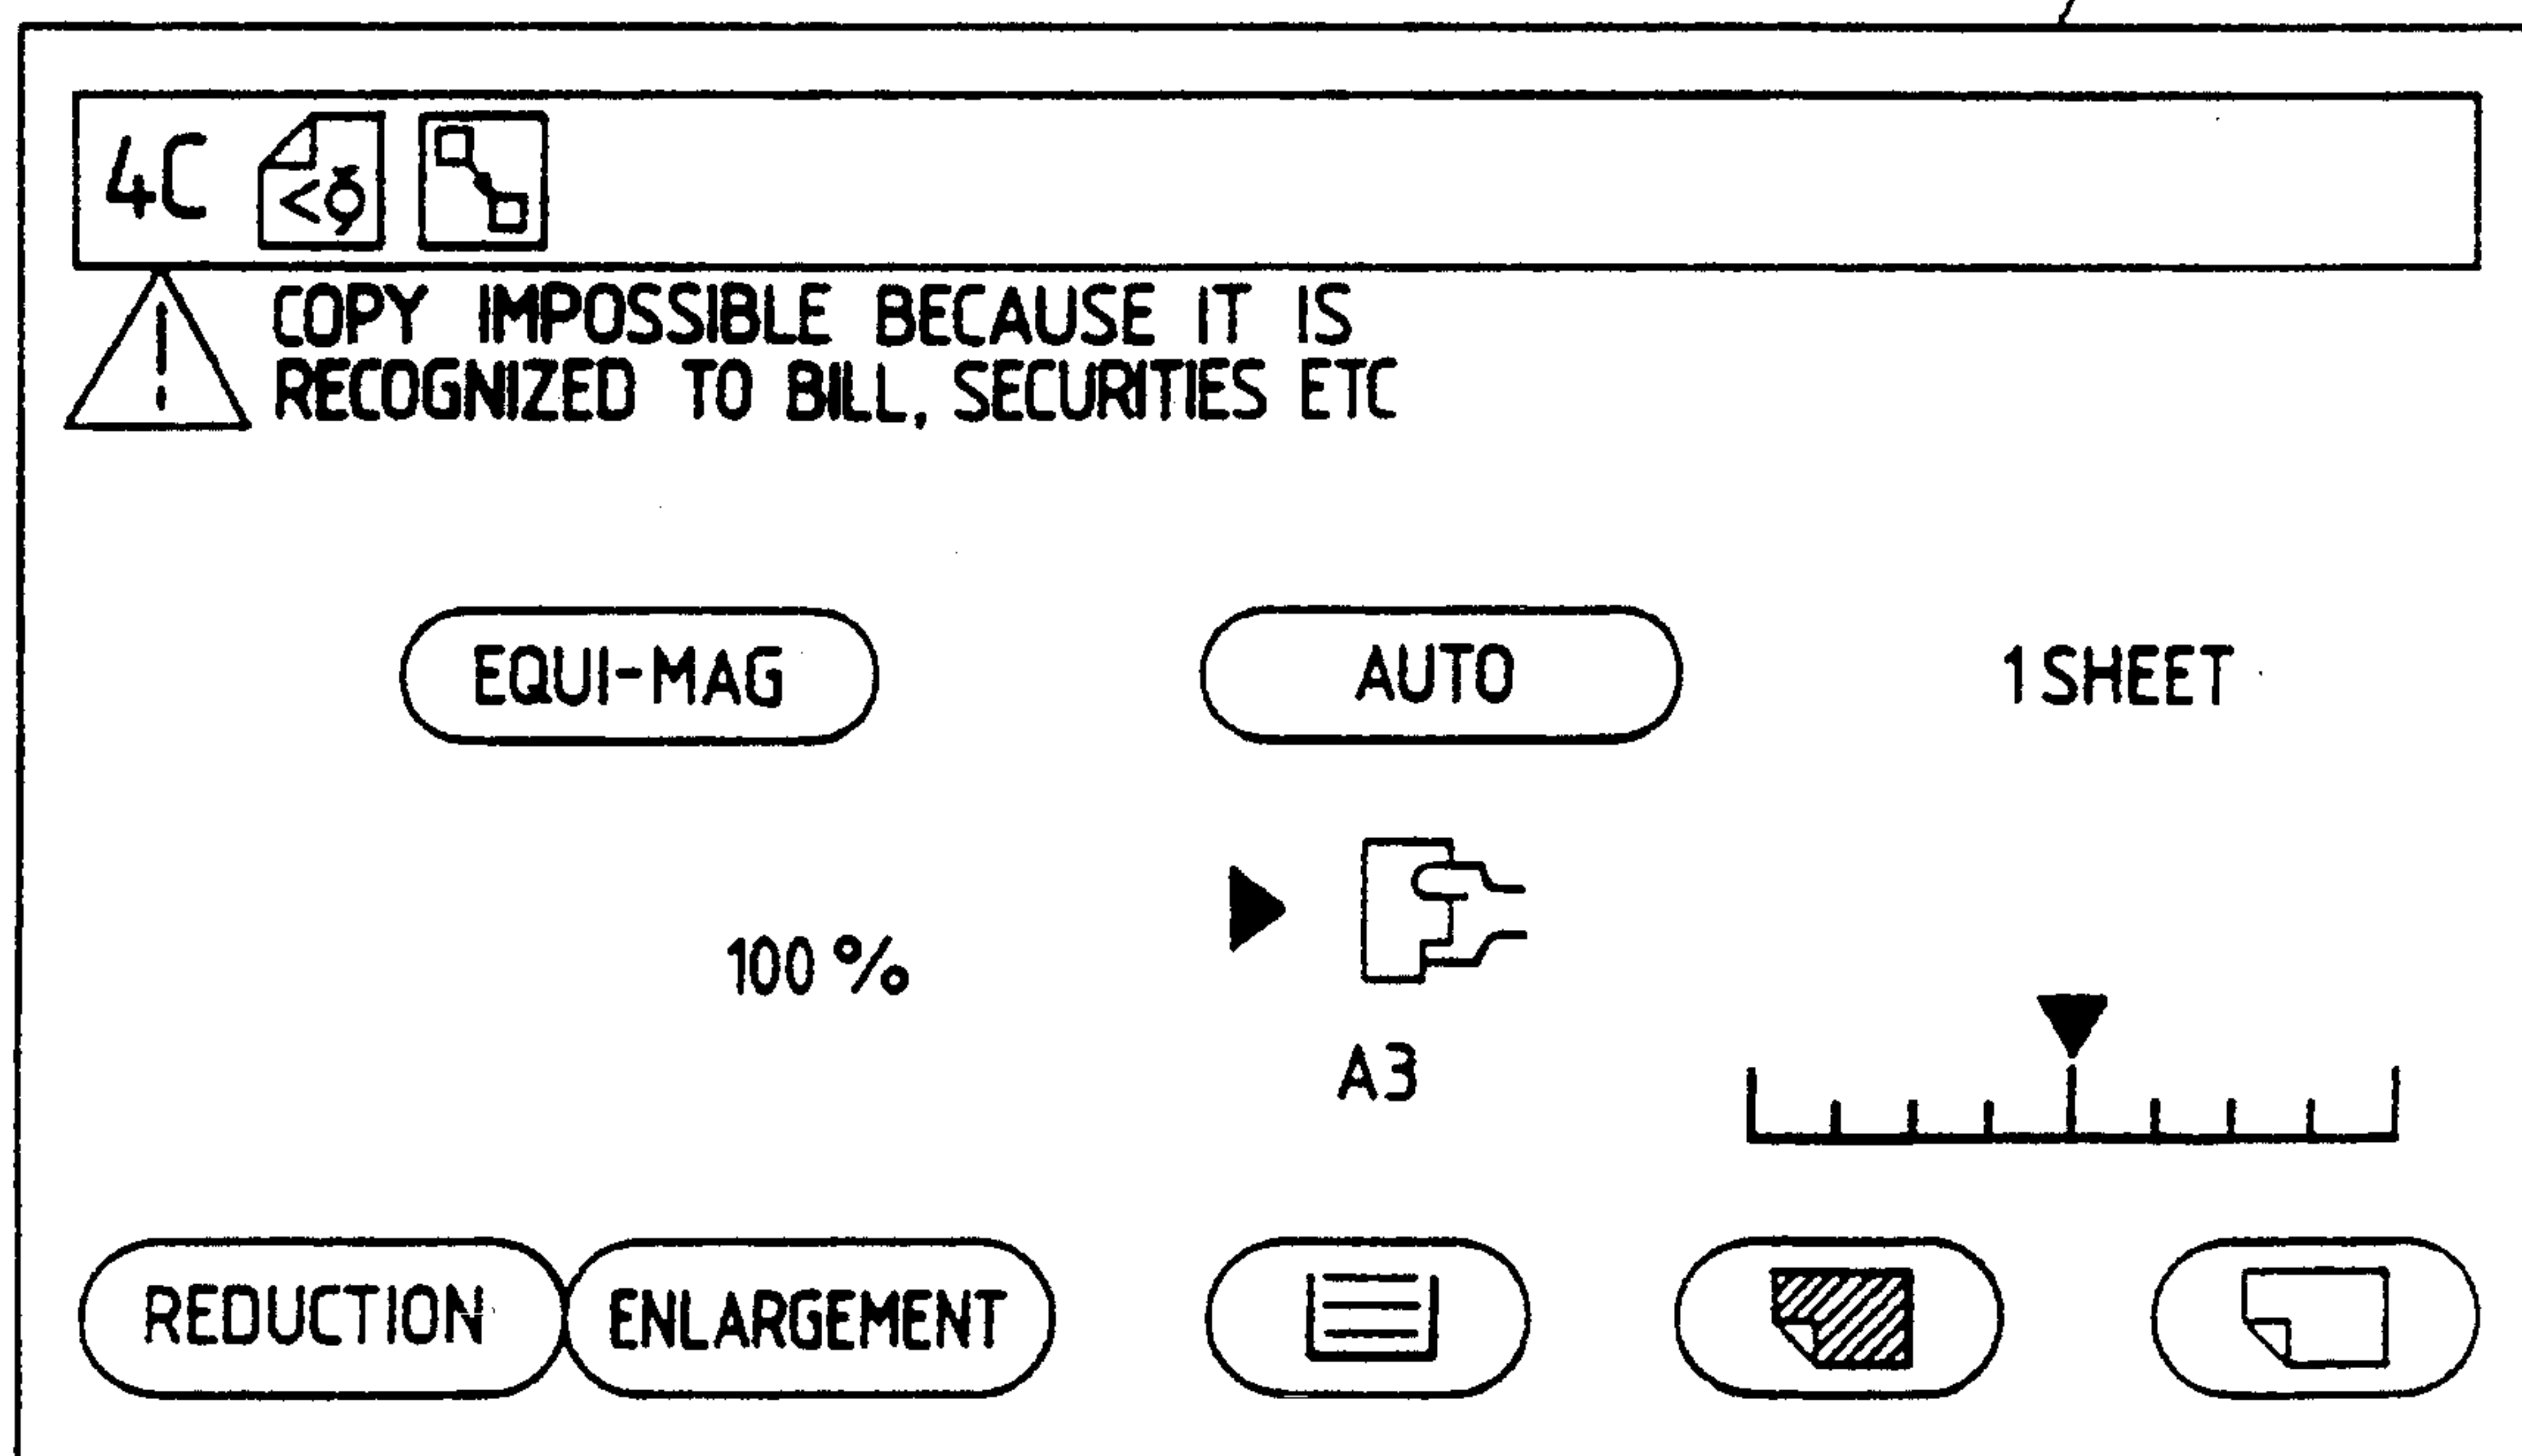 4C
COPY IMPOSSIBLE BECAUSE IT IS
RECOGNIZED TO BILL, SECURITIES ETC
EQUI-MAG
AUTO
1 SHEET
100 %
A3
REDUCTION
ENLARGEMENT